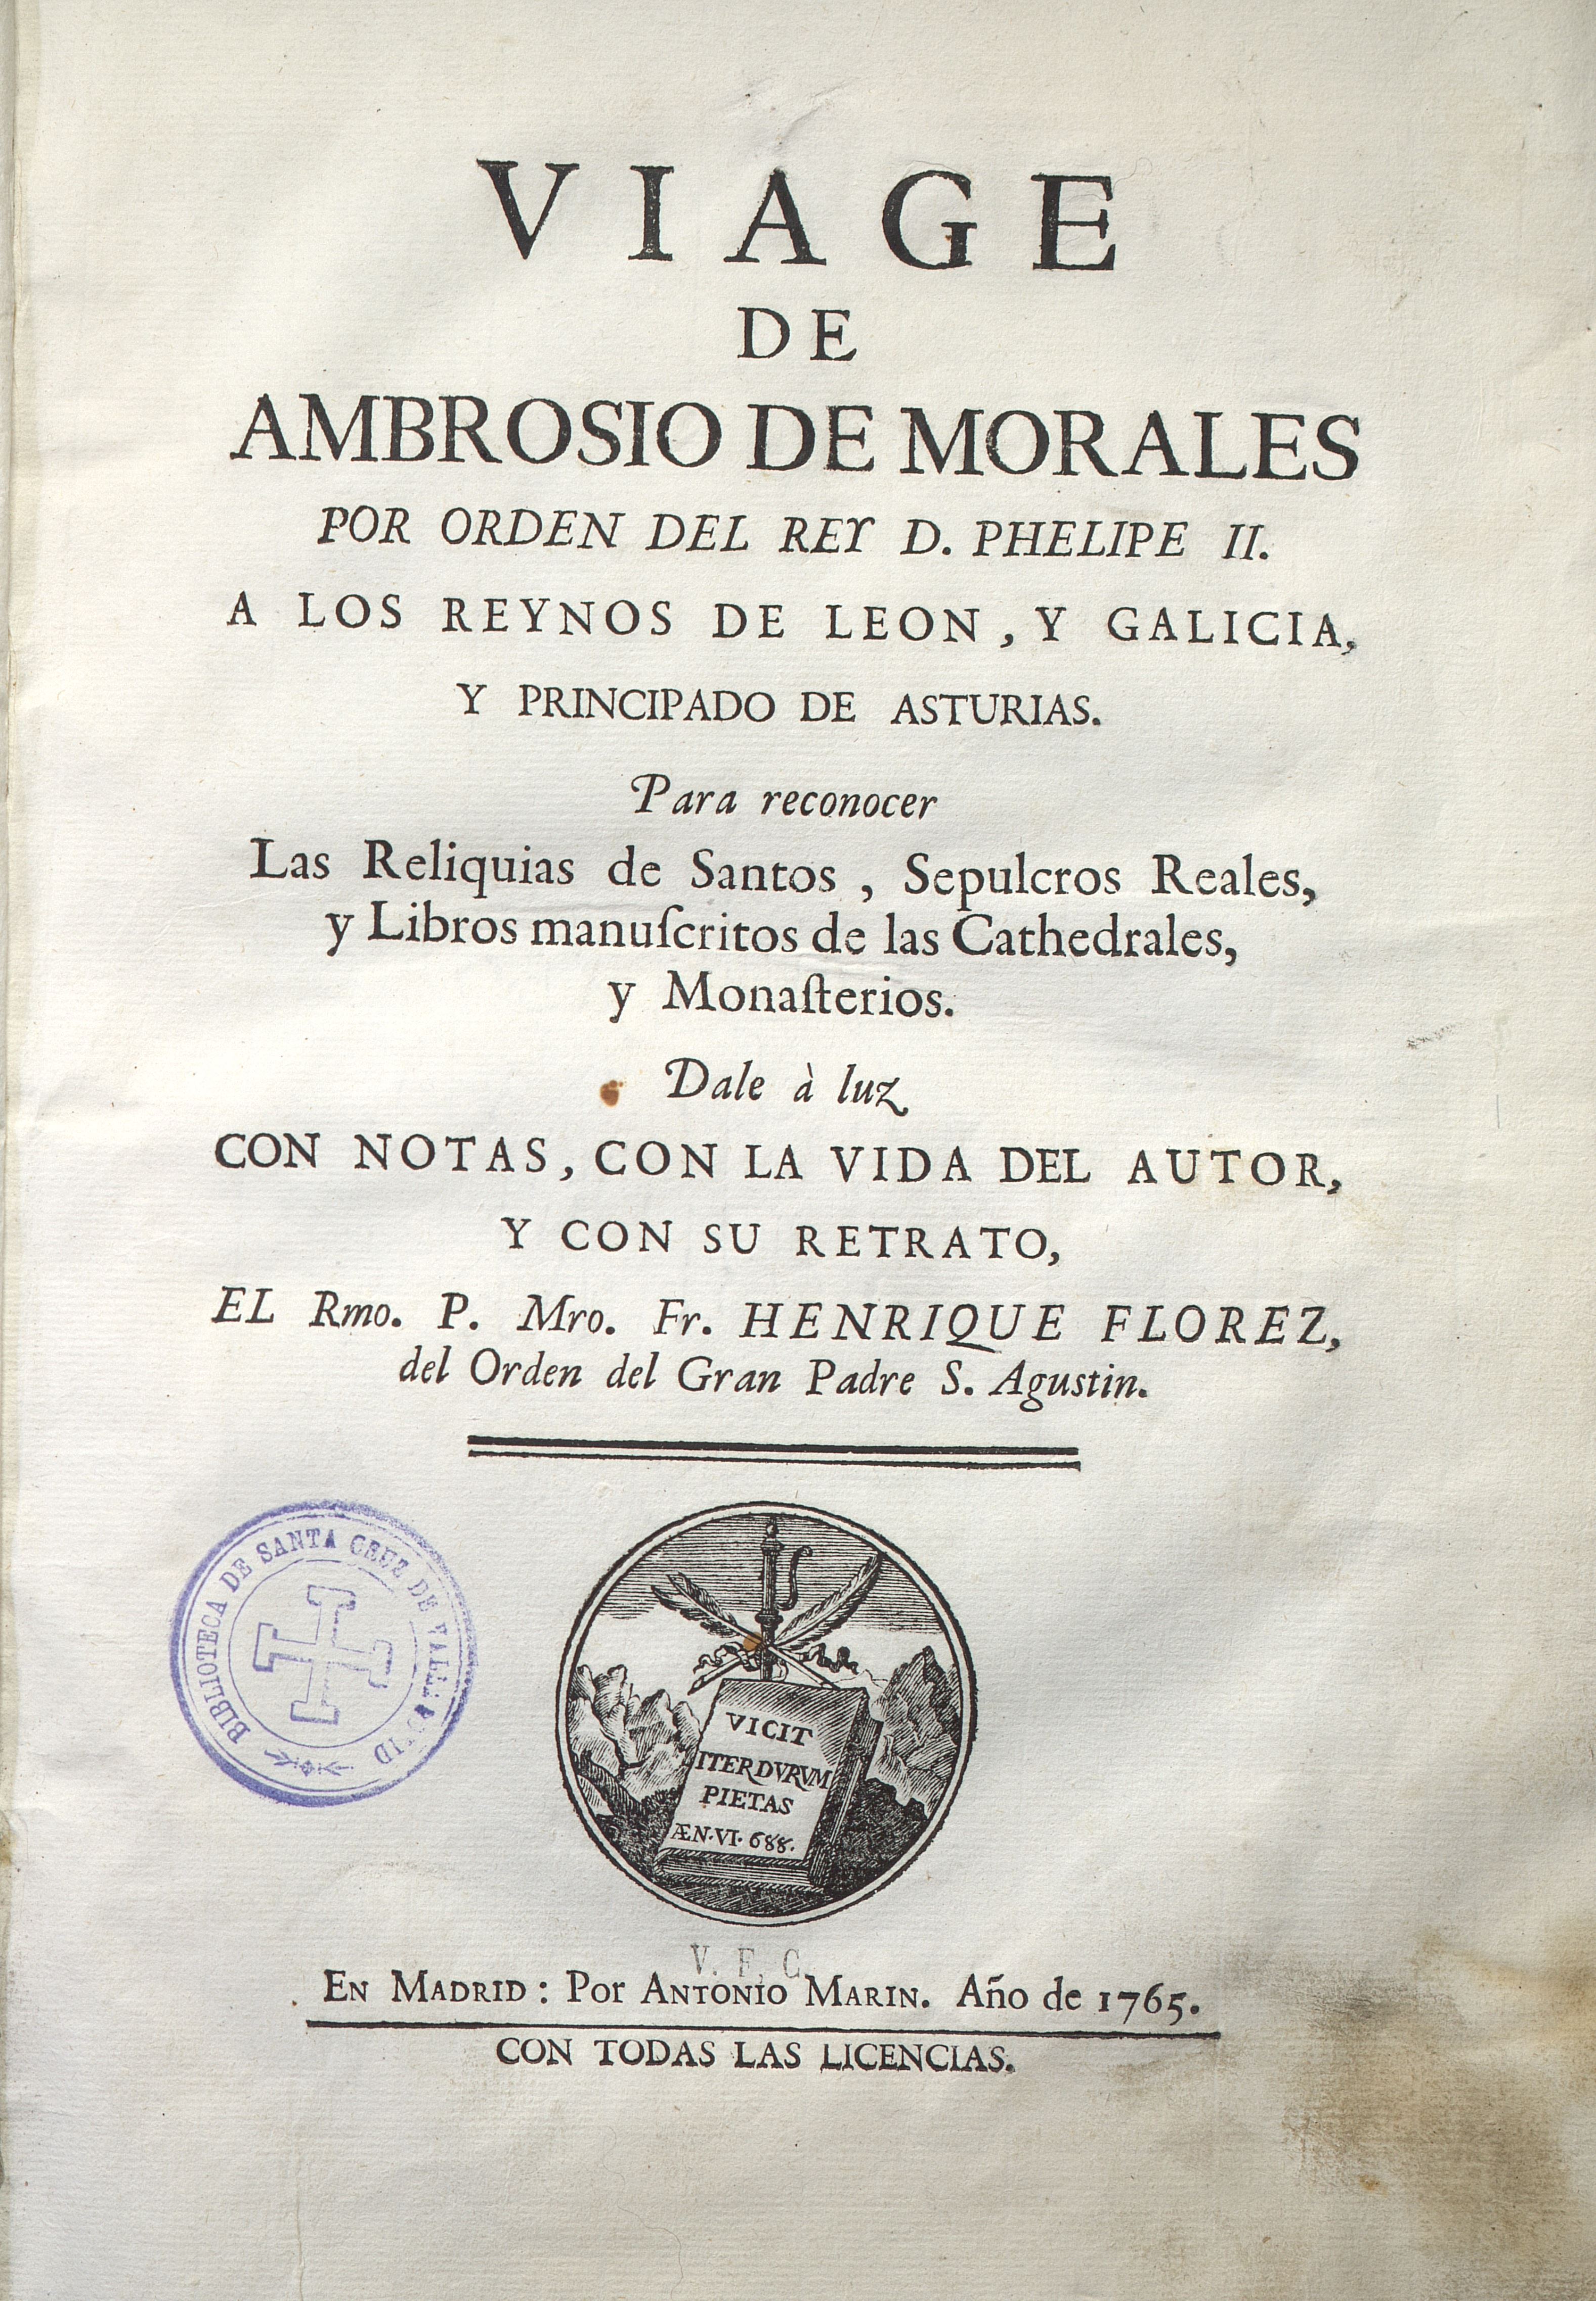 VIAGE
DE
AMBROSIO DE MORALES
POR ORDEN DEL REY D. PHELIPE II.
A LOS REYNOS DE LEON, Y GALICIA,
Y PRINCIPADO DE ASTURIAS.
Para reconocer
Las Reliquias de Santos, Sepulcros Reales,
y Libros manuſcritos de las Cathedrales,
y Monaſterios.
Dale à luz
CON NOTAS, CON LA VIDA DEL AUTOR,
Y CON SU RETRATO,
EL Rmo. P. Mro. Fr. HENRIQUE FLOREZ,
del Orden del Gran Padre S. Agustin.
BIBLIOTECA DE SANTA CRUZ DE VALLADOLID
VICIT
ITER DVRVM
PIETAS
ÆN·VI·688.
V. F. C.
EN MADRID: Por ANTONIO MARIN. Año de 1765.
CON TODAS LAS LICENCIAS.